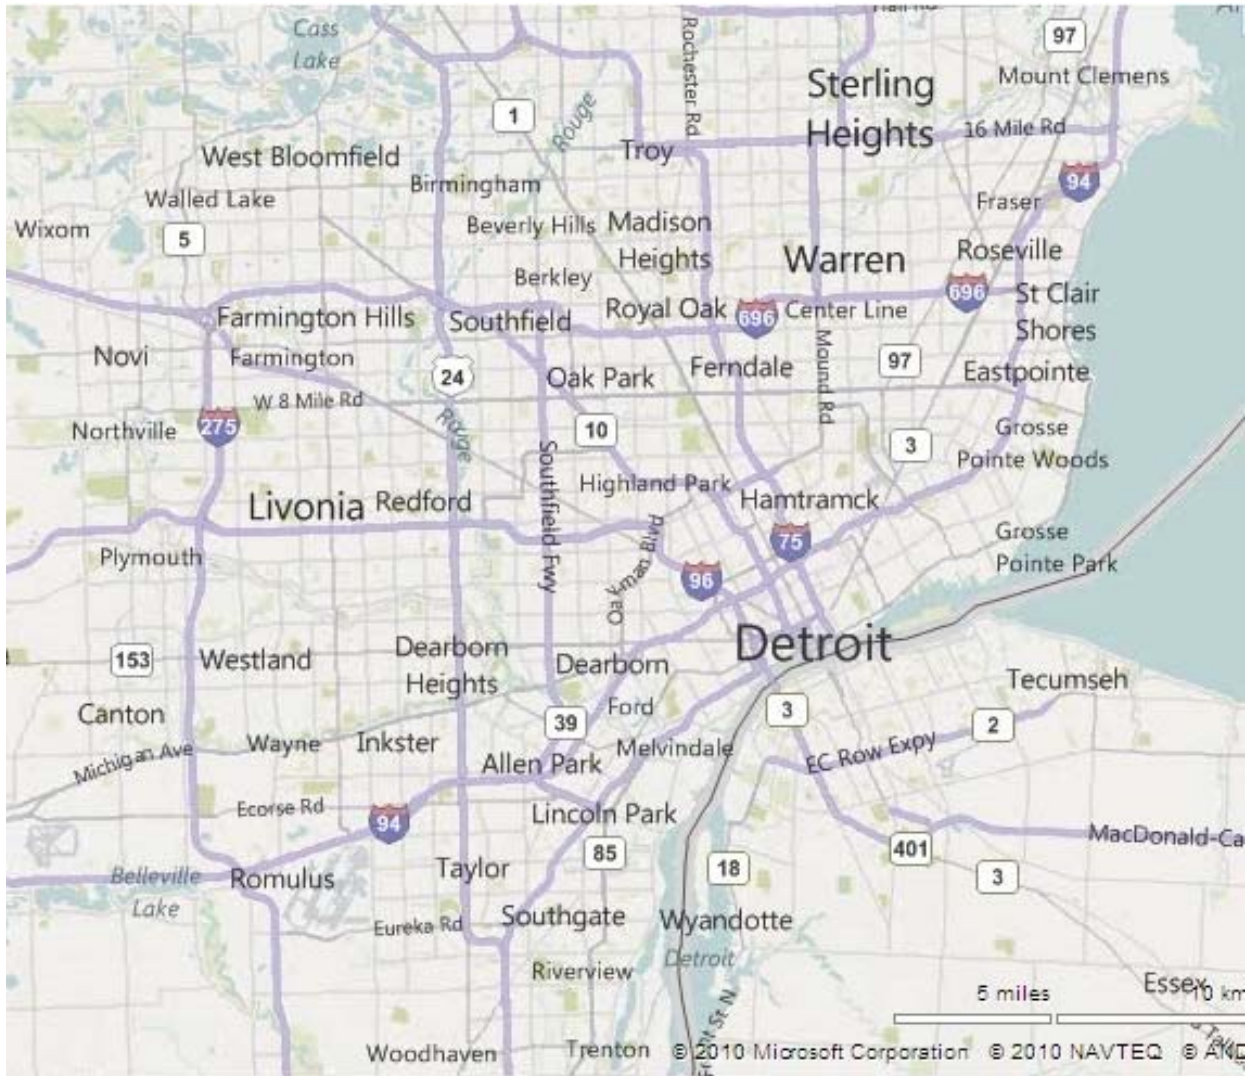 Hall Rd
Cass
Lake
97
Mount Clemens
Rochester Rd
Sterling
Heights
1
Rouge
16 Mile Rd
Troy
West Bloomfield
Birmingham
94
Walled Lake
Fraser
Wixom
5
Beverly Hills
Madison
Heights
Warren
Roseville
Berkley
696
St Clair
Shores
Royal Oak
696
Center Line
Farmington Hills
Southfield
Novi
Farmington
24
Oak Park
Ferndale
Mound Rd
97
Eastpointe
W 8 Mile Rd
275
Northville
Rouge
10
3
Grosse
Pointe Woods
Southfield Fwy
Highland Park
Hamtramck
Livonia
Redford
75
Grosse
Pointe Park
Plymouth
96
Oakman Blvd
Detroit
153
Westland
Dearborn
Heights
Dearborn
Tecumseh
Canton
39
Ford
3
2
Michigan Ave
Wayne
Inkster
Melvindale
EC Row Expy
Allen Park
Ecorse Rd
94
Lincoln Park
MacDonald-Ca
401
85
18
3
Belleville
Lake
Romulus
Taylor
Eureka Rd
Southgate
Wyandotte
Detroit
Riverview
Essex
5 miles
10 km
Front St N
Woodhaven
Trenton
© 2010 Microsoft Corporation © 2010 NAVTEQ © AND